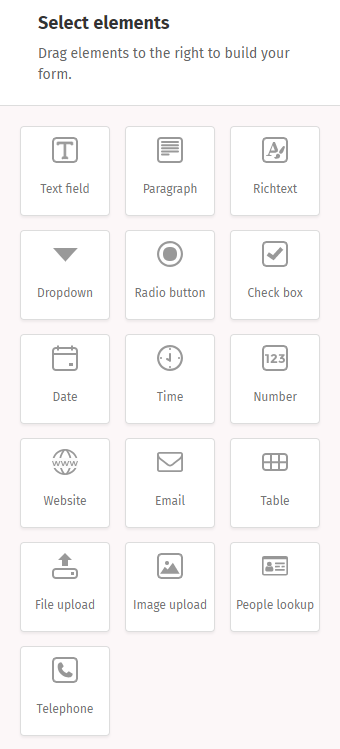 Select elements
Drag elements to the right to build your
form.
Text field
Paragraph
Richtext
Dropdown
Radio button
Check box
Date
Time
123
Number
WWW
Website
Email
Table
File upload
Image upload
People lookup
Telephone